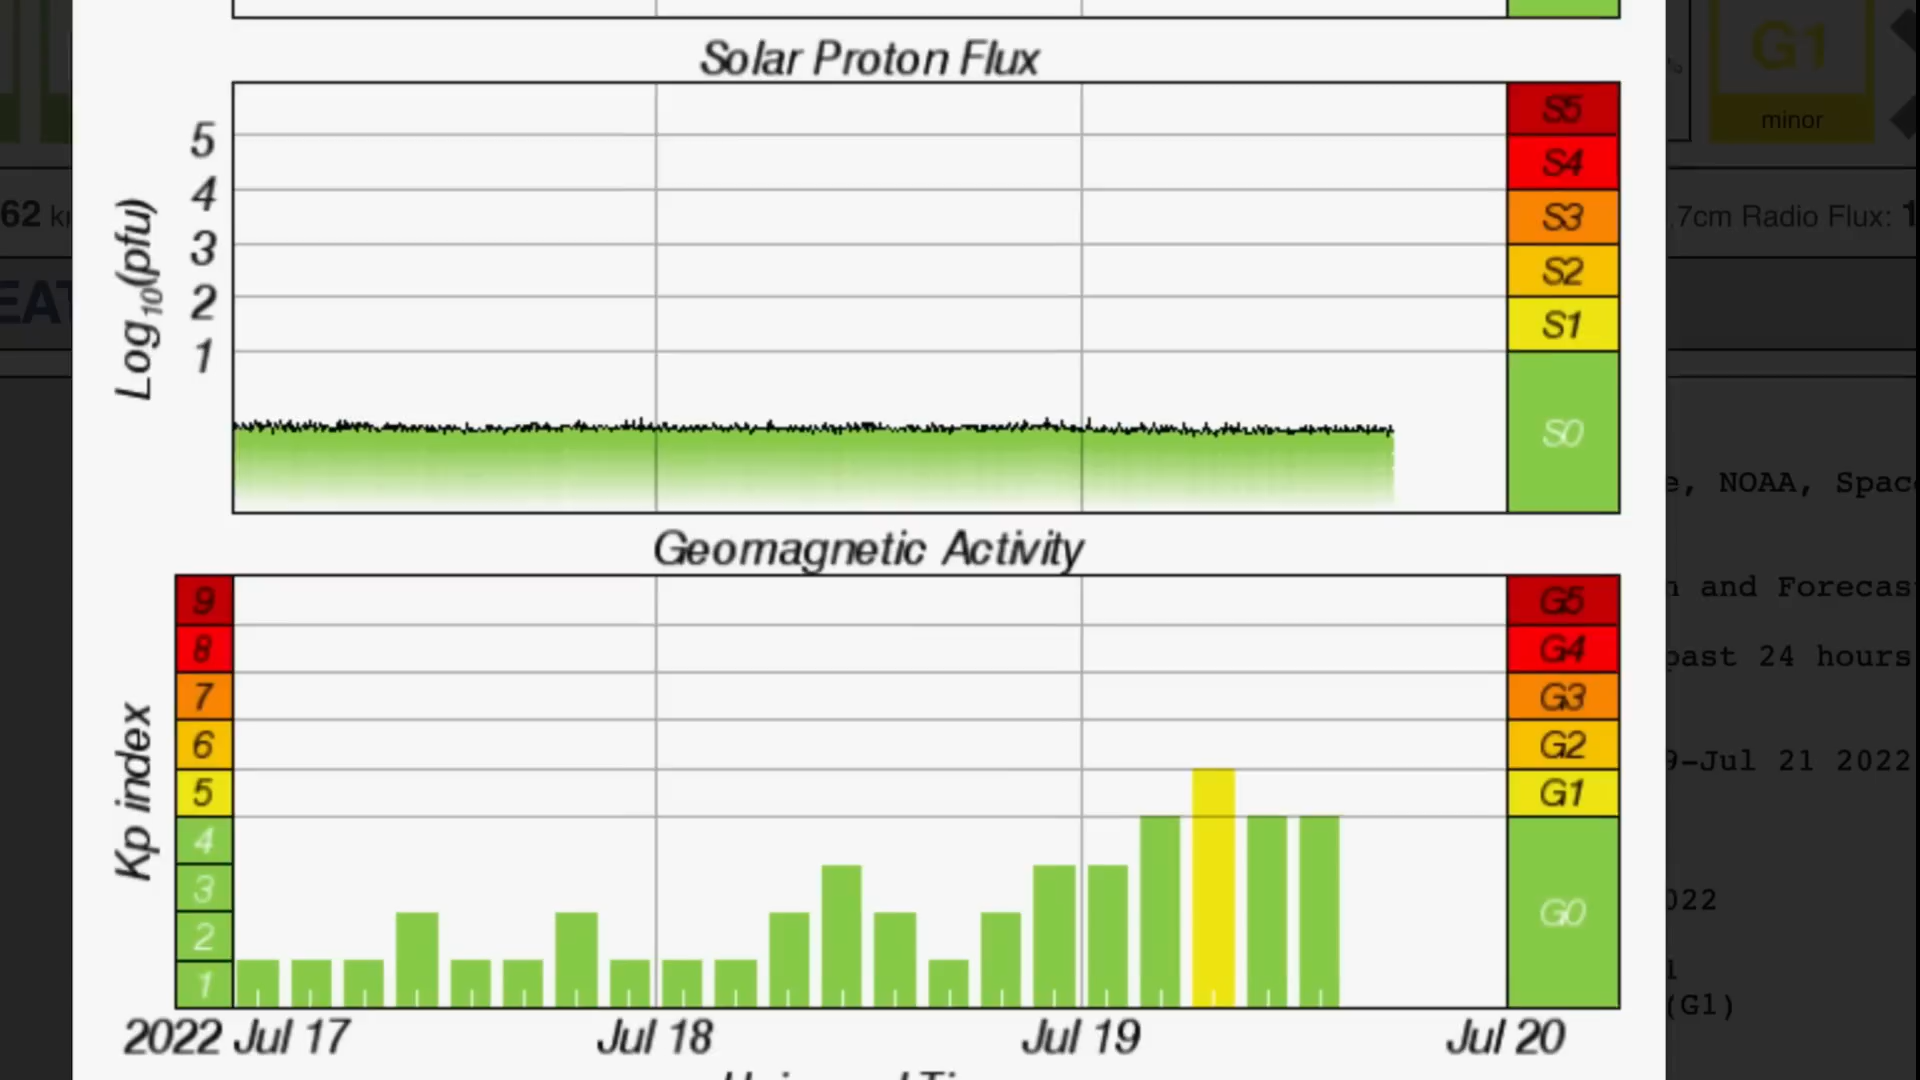 Solar Proton Flux
Log10(pfu)
5
4
3
2
1
S5
S4
S3
S2
S1
S0
Geomagnetic Activity
Kp index
9
8
7
6
5
4
3
2
1
G5
G4
G3
G2
G1
G0
2022 Jul 17
Jul 18
Jul 19
Jul 20
G1
minor
62
7cm Radio Flux: 1
NOAA,
and Forecas
past 24 hours
9-Jul 21 2022
(G1)